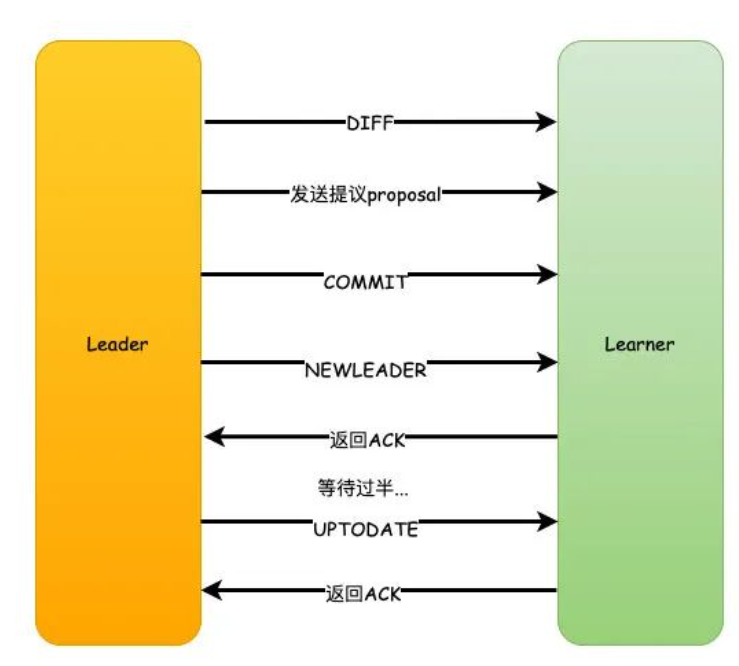 DIFF
发送提议proposal
COMMIT
Leader
Learner
NEWLEADER
返回ACK
等待过半...
UPTODATE
返回ACK